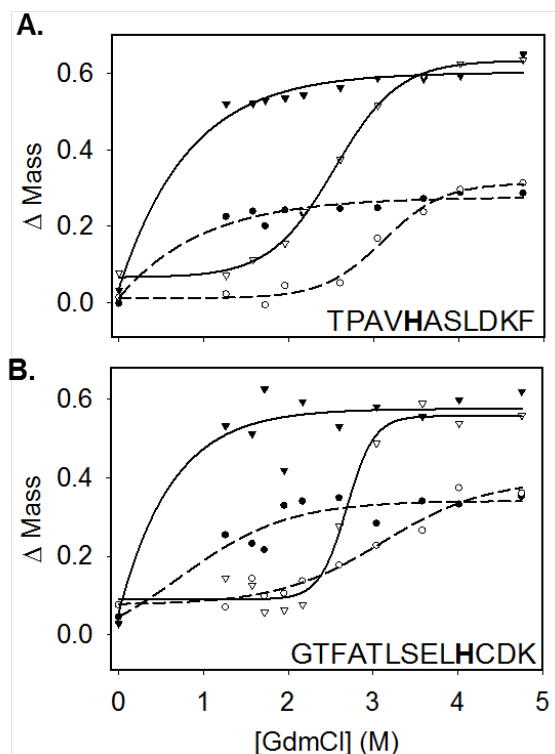 A.
0.6
0.4
0.2
0.0
Δ Mass
TPAVHASLDKF
B.
0.6
0.4
0.2
0.0
Δ Mass
GTFATLSELHCDK
0 1 2 3 4 5
[GdmCl] (M)